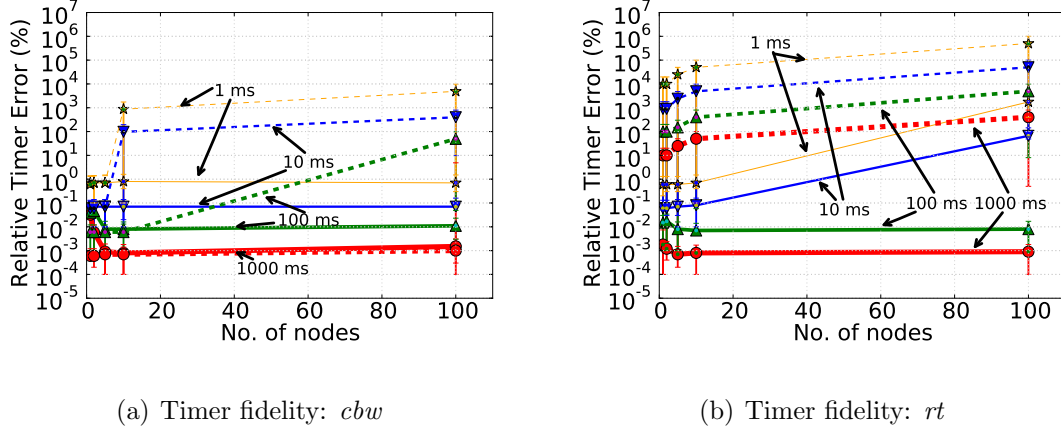 10^7
10^6
10^5
10^4
10^3
10^2
10^1
10^0
10^-1
10^-2
10^-3
10^-4
10^-5
Relative Timer Error (%)
1 ms
10 ms
100 ms
1000 ms
0 20 40 60 80 100
No. of nodes
(a) Timer fidelity: cbw
10^7
10^6
10^5
10^4
10^3
10^2
10^1
10^0
10^-1
10^-2
10^-3
10^-4
10^-5
Relative Timer Error (%)
1 ms
10 ms
100 ms
1000 ms
0 20 40 60 80 100
No. of nodes
(b) Timer fidelity: rt